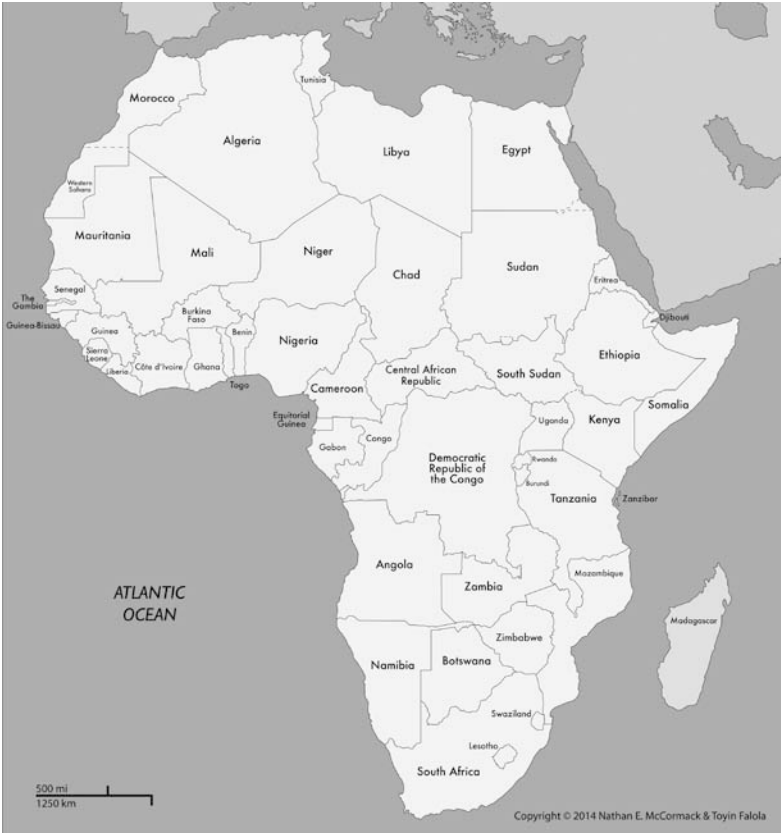 Tunisia
Morocco
Algeria
Libya
Egypt
Western
Sahara
Mauritania
Mali
Niger
Chad
Sudan
Eritrea
Senegal
The
Gambia
Guinea-Bissau
Guinea
Burkina
Faso
Benin
Nigeria
Djibouti
Sierra
Leone
Liberia
Côte d'Ivoire
Ghana
Togo
Cameroon
Central African
Republic
South Sudan
Ethiopia
Somalia
Equitorial
Guinea
Gabon
Congo
Uganda
Kenya
Democratic
Republic of
the Congo
Rwanda
Burundi
Tanzania
Zanzibar
Angola
Zambia
Mozambique
ATLANTIC
OCEAN
Madagascar
Zimbabwe
Namibia
Botswana
Swaziland
Lesotho
South Africa
500 mi
1250 km
Copyright © 2014 Nathan E. McCormack & Toyin Falola